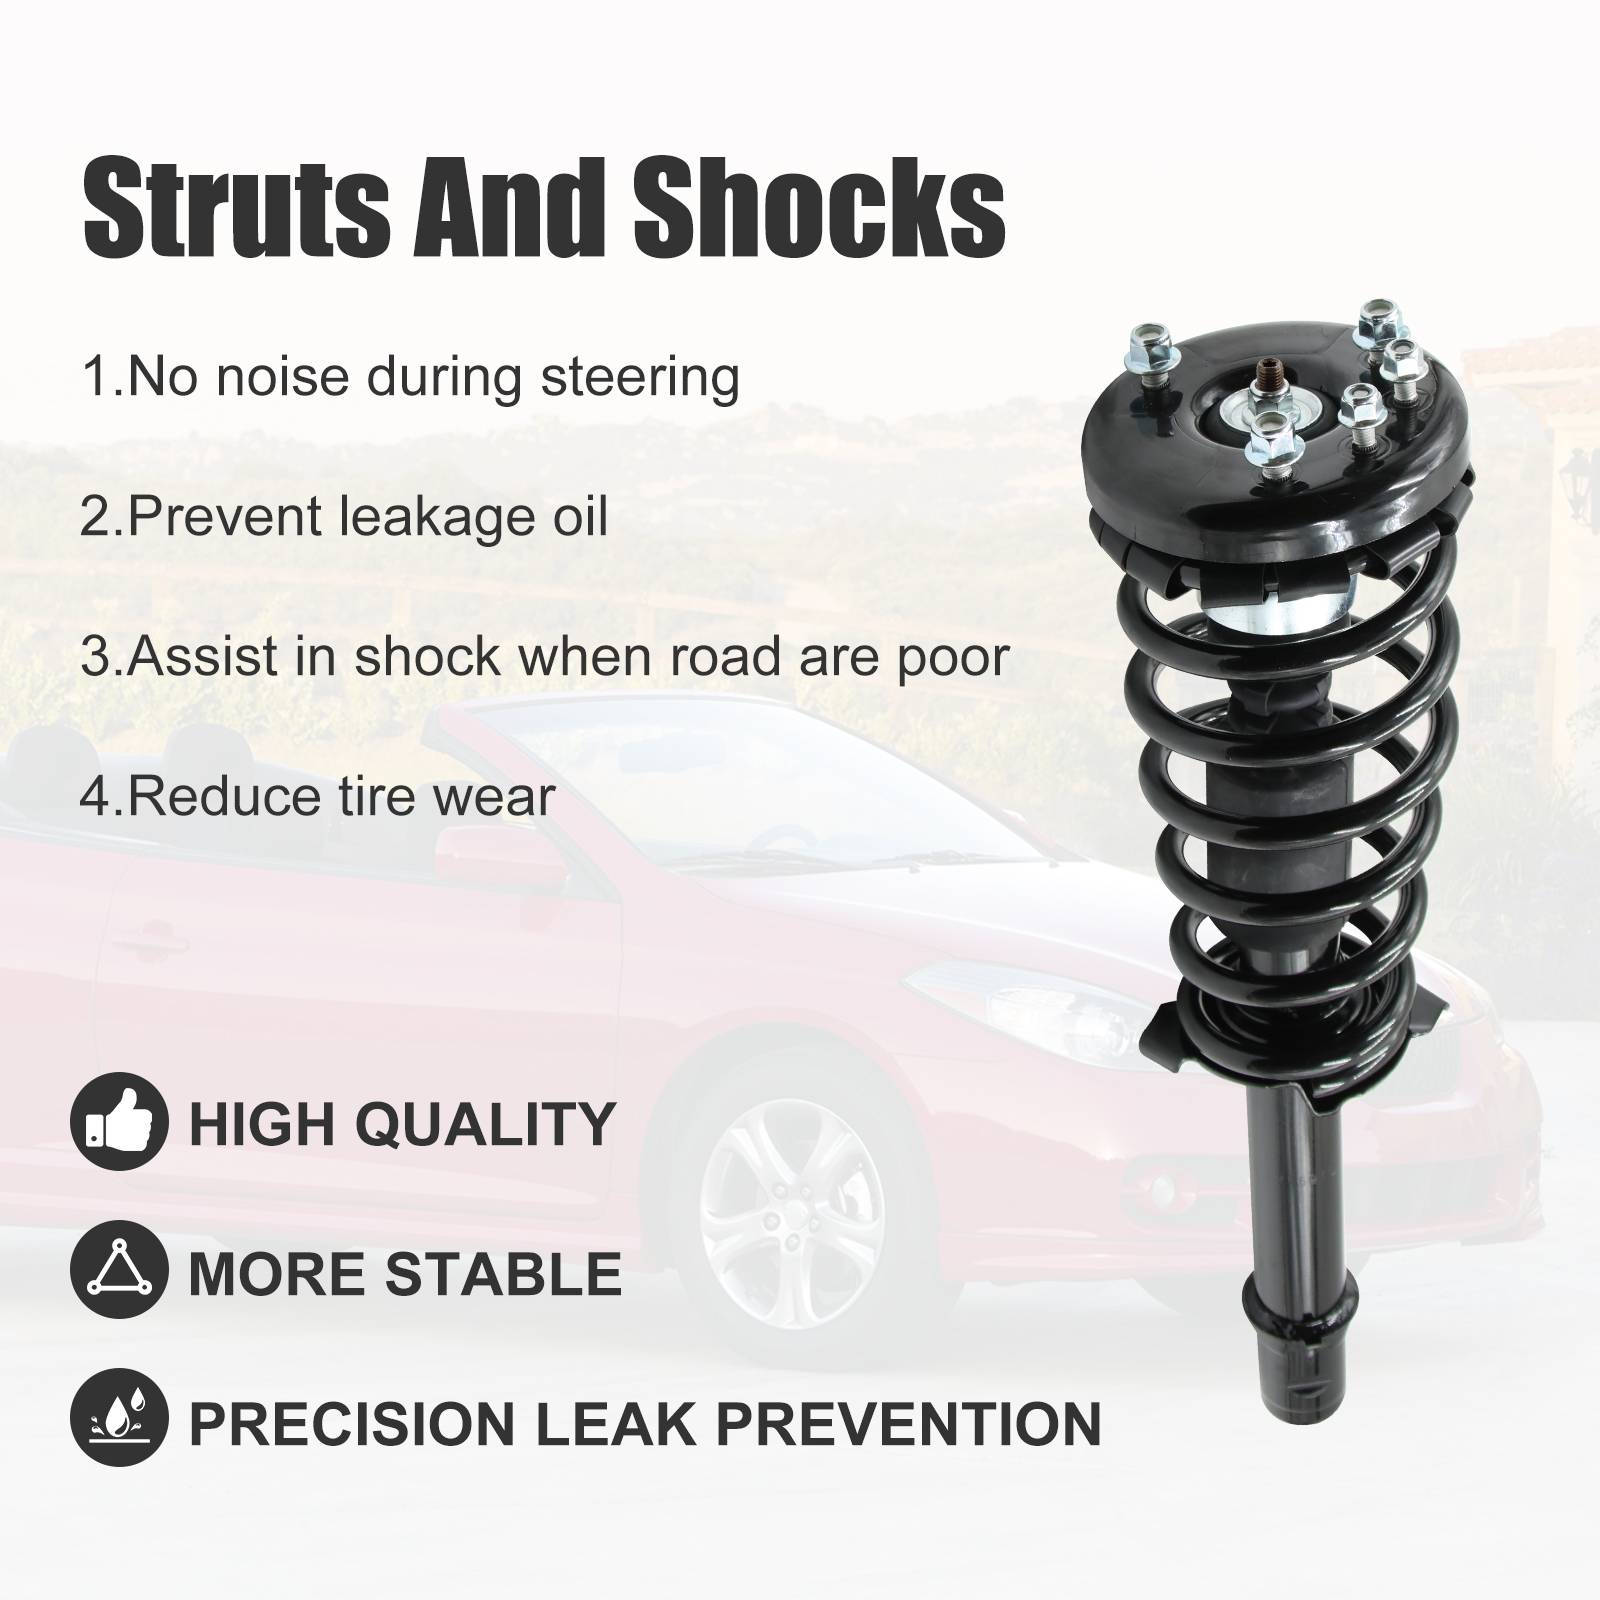 Struts And Shocks
1.No noise during steering
2.Prevent leakage oil
3.Assist in shock when road are poor
4.Reduce tire wear
HIGH QUALITY
MORE STABLE
PRECISION LEAK PREVENTION